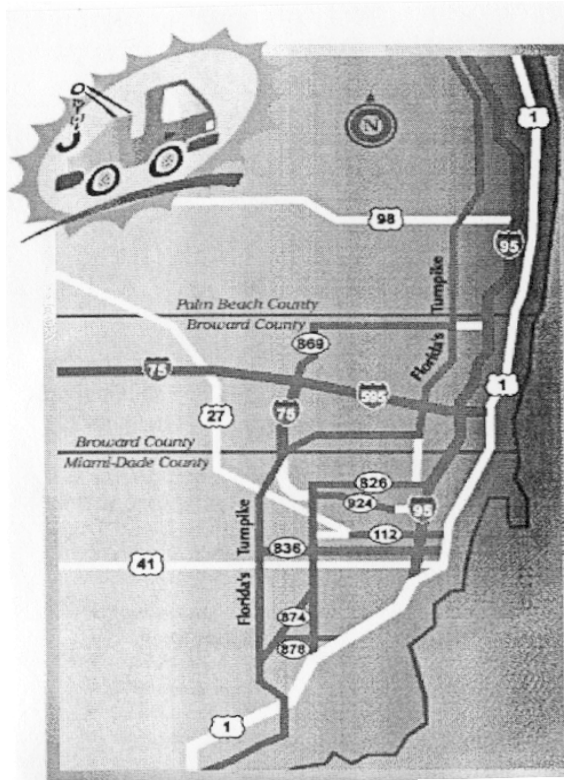 N
1
98
95
Florida's Turnpike
Palm Beach County
Broward County
869
75
595
1
27
75
Broward County
Miami-Dade County
826
924
95
112
836
41
Florida's Turnpike
874
878
1